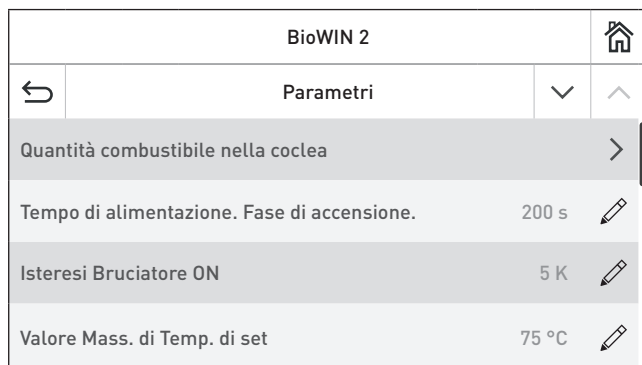 BioWIN 2
Parametri
Quantità combustibile nella coclea
Tempo di alimentazione. Fase di accensione. 200 s
Isteresi Bruciatore ON 5 K
Valore Mass. di Temp. di set 75 °C